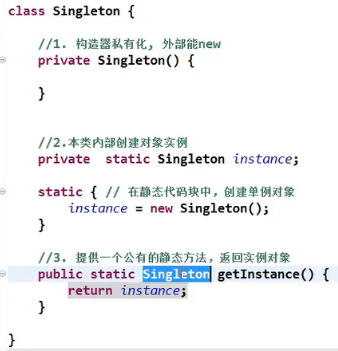 class Singleton {
//1. 构造器私有化, 外部能new
private Singleton() {
}
//2.本类内部创建对象实例
private  static Singleton instance;
static { // 在静态代码块中，创建单例对象
instance = new Singleton();
}
//3. 提供一个公有的静态方法，返回实例对象
public static Singleton getInstance() {
return instance;
}
}